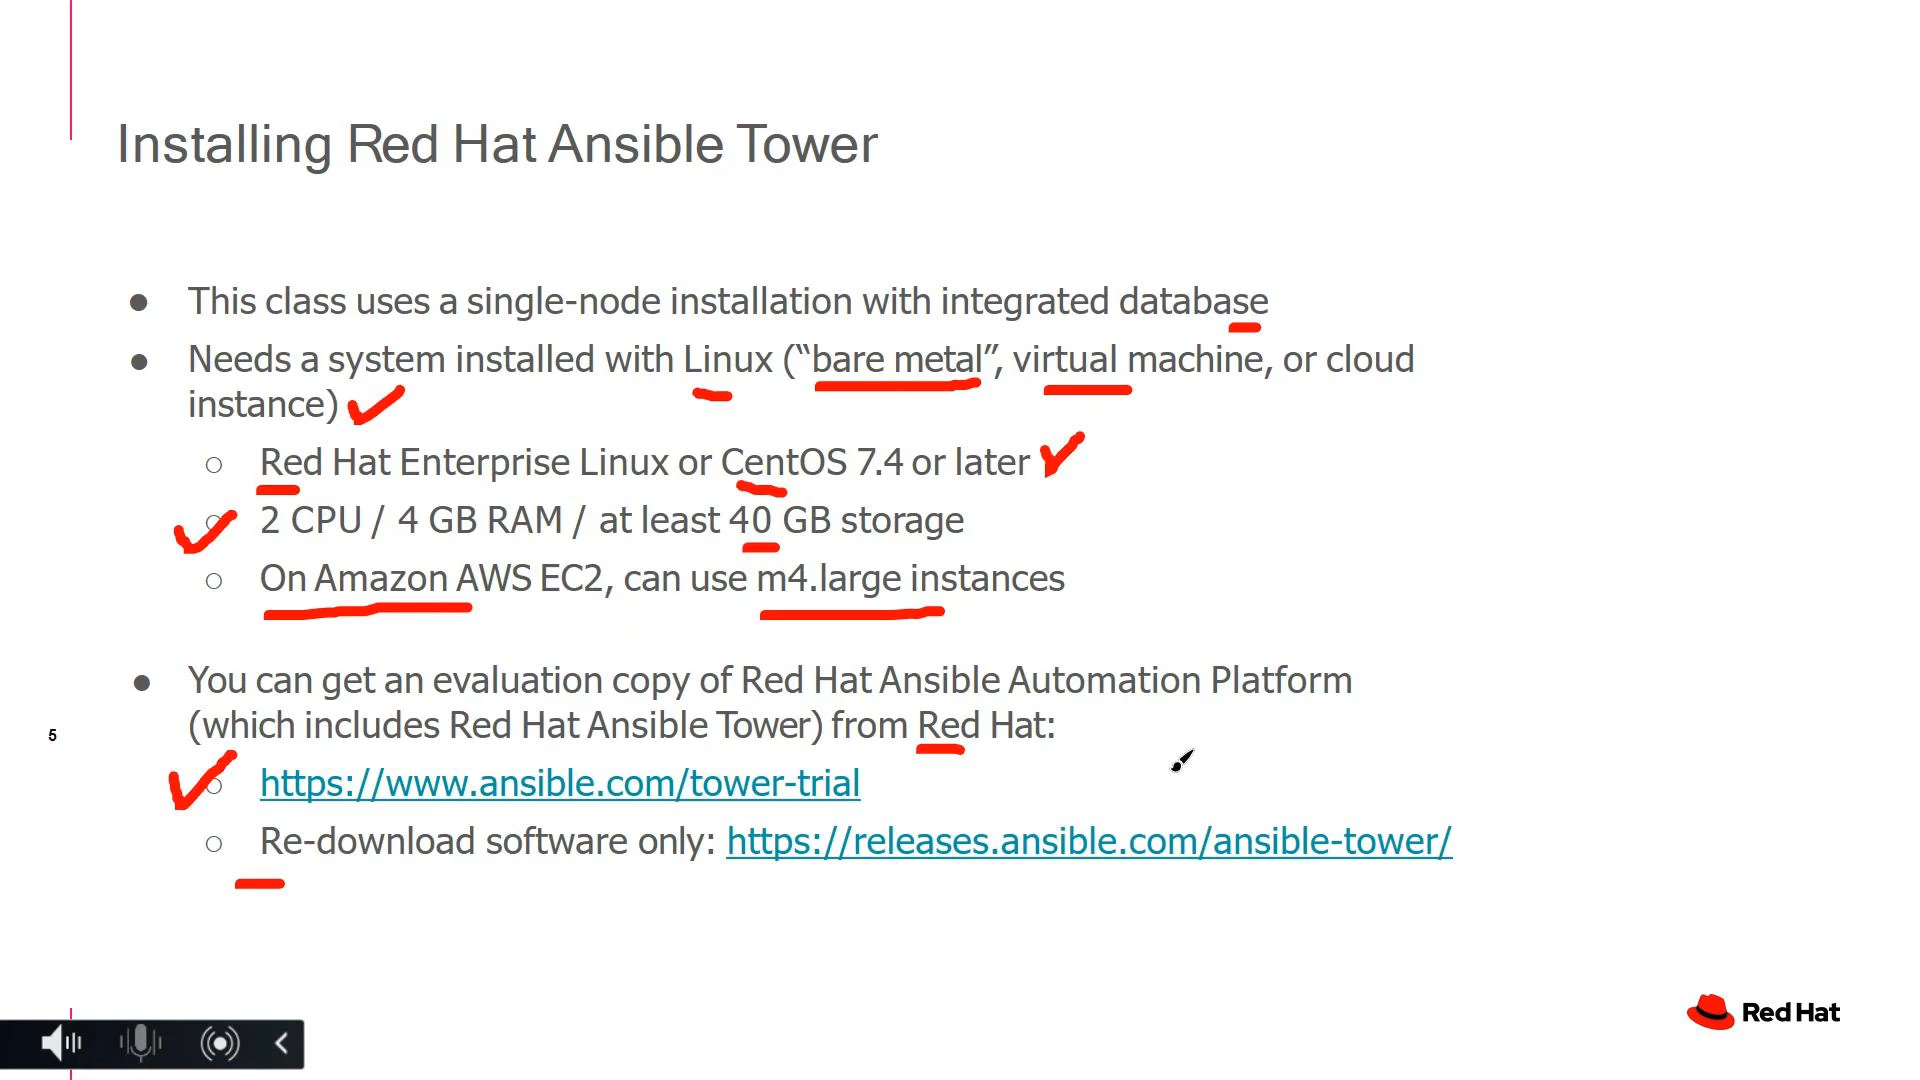 Installing Red Hat Ansible Tower
● This class uses a single-node installation with integrated database
● Needs a system installed with Linux (“bare metal”, virtual machine, or cloud
instance)
○ Red Hat Enterprise Linux or CentOS 7.4 or later
○ 2 CPU / 4 GB RAM / at least 40 GB storage
○ On Amazon AWS EC2, can use m4.large instances
● You can get an evaluation copy of Red Hat Ansible Automation Platform
(which includes Red Hat Ansible Tower) from Red Hat:
5
○ https://www.ansible.com/tower-trial
○ Re-download software only: https://releases.ansible.com/ansible-tower/
Red Hat